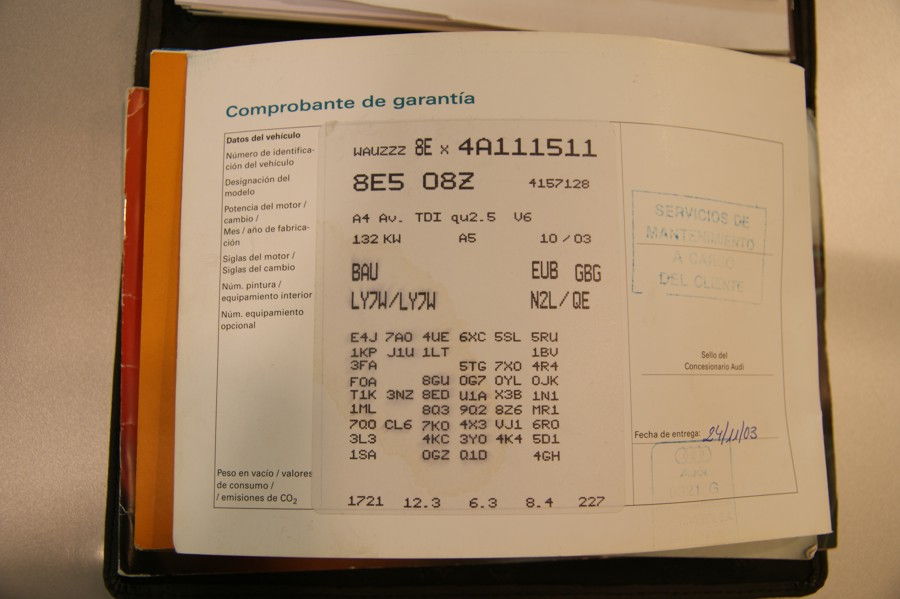 Comprobante de garantía
Datos del vehículo
Número de identifica-
ción del vehículo
Designación del
modelo
Potencia del motor /
cambio /
Mes / año de fabrica-
ción
Siglas del motor /
Siglas del cambio
Núm. pintura /
equipamiento interior
Núm. equipamiento
opcional
Peso en vacío / valores
de consumo /
/ emisiones de CO2
WAUZZZ 8E x 4A111511
8E5 08Z 4157128
A4 Av. TDI qu2.5 V6
132 KW A5 10/03
BAU EUB GBG
LY7W/LY7W N2L/QE
E4J 7A0 4UE 6XC 5SL 5RU
1KP J1U 1LT 1BV
3FA 5TG 7X0 4R4
F0A 8GU 0G7 0YL 0JK
T1K 3NZ 8ED U1A X3B 1N1
1ML 8Q3 9Q2 8Z6 MR1
700 CL6 7K0 4X3 VJ1 6R0
3L3 4KC 3Y0 4K4 5D1
1SA 0GZ Q1D 4GH
1721 12.3 6.3 8.4 227
SERVICIOS DE
MANTENIMIENTO
A CARGO
DEL CLIENTE
Sello del
Concesionario Audi
Fecha de entrega: 24/11/03
Audi